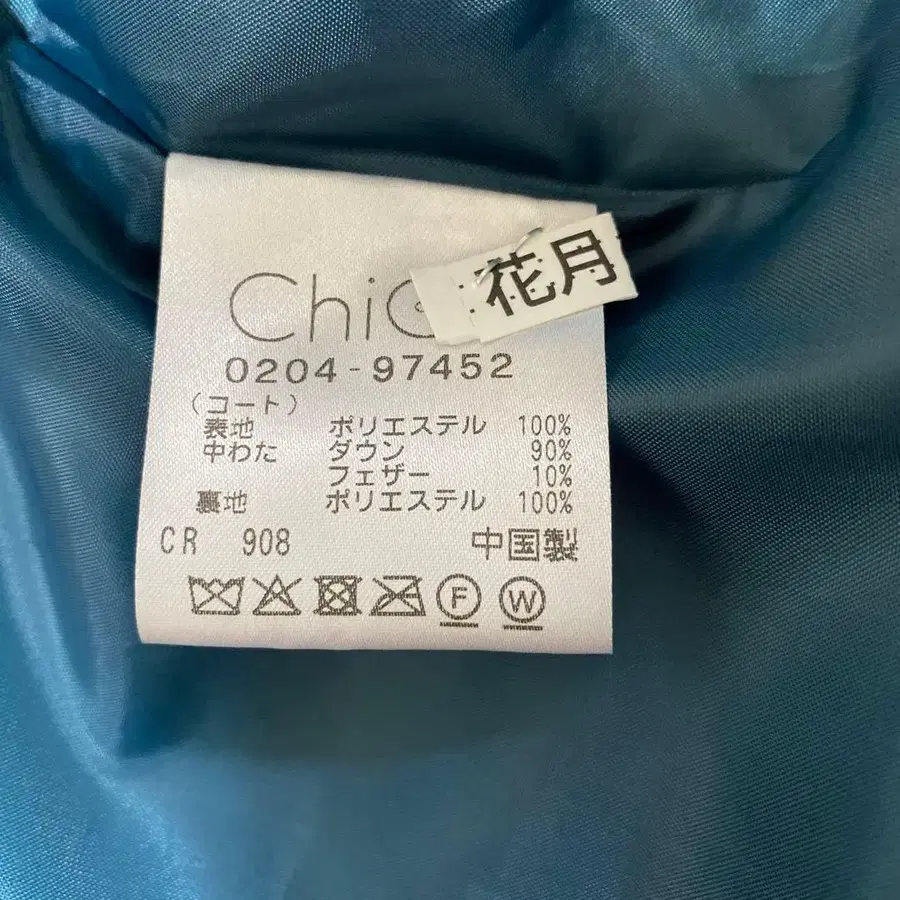 花月
0204-97452
(コート)
表地 ポリエステル 100%
中わた ダウン 90%
フェザー 10%
裏地 ポリエステル 100%
CR 908 中国製
F W